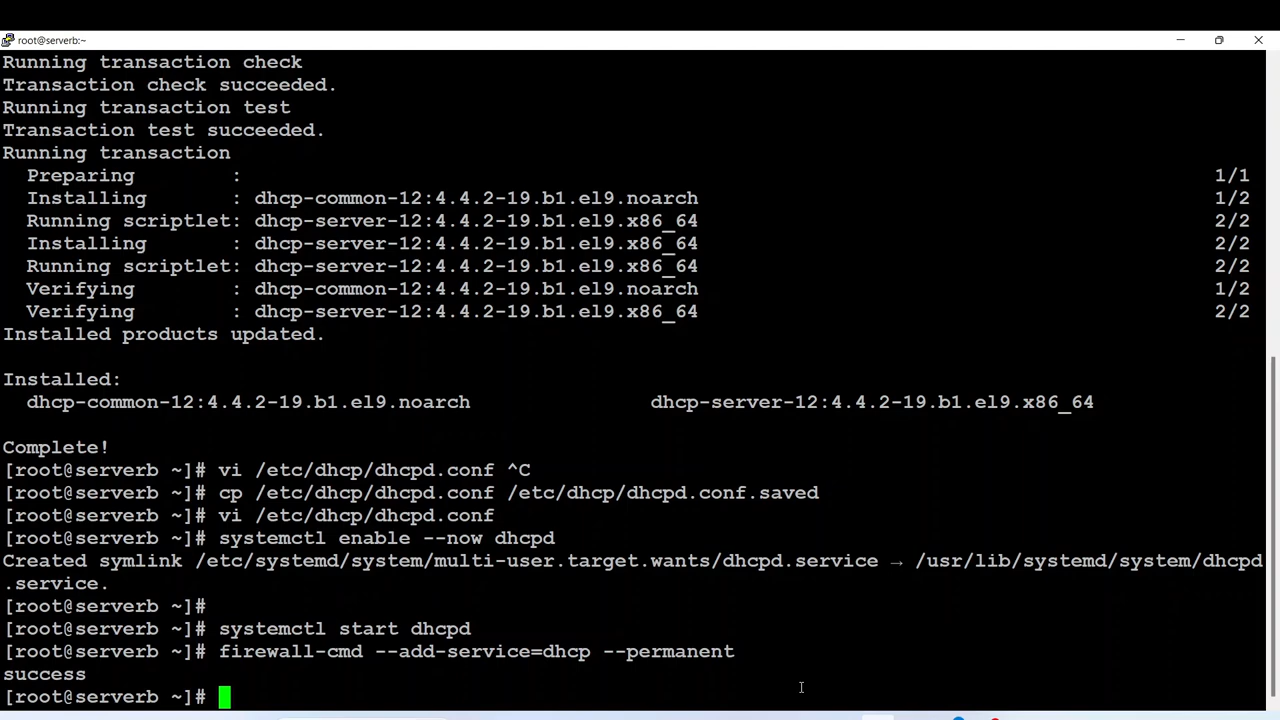 root@serverb:~
Running transaction check
Transaction check succeeded.
Running transaction test
Transaction test succeeded.
Running transaction
  Preparing        :                                                                                  1/1
  Installing       : dhcp-common-12:4.4.2-19.b1.el9.noarch                                            1/2
  Running scriptlet: dhcp-server-12:4.4.2-19.b1.el9.x86_64                                            2/2
  Installing       : dhcp-server-12:4.4.2-19.b1.el9.x86_64                                            2/2
  Running scriptlet: dhcp-server-12:4.4.2-19.b1.el9.x86_64                                            2/2
  Verifying        : dhcp-common-12:4.4.2-19.b1.el9.noarch                                            1/2
  Verifying        : dhcp-server-12:4.4.2-19.b1.el9.x86_64                                            2/2
Installed products updated.
Installed:
  dhcp-common-12:4.4.2-19.b1.el9.noarch               dhcp-server-12:4.4.2-19.b1.el9.x86_64
Complete!
[root@serverb ~]# vi /etc/dhcp/dhcpd.conf ^C
[root@serverb ~]# cp /etc/dhcp/dhcpd.conf /etc/dhcp/dhcpd.conf.saved
[root@serverb ~]# vi /etc/dhcp/dhcpd.conf
[root@serverb ~]# systemctl enable --now dhcpd
Created symlink /etc/systemd/system/multi-user.target.wants/dhcpd.service → /usr/lib/systemd/system/dhcpd
.service.
[root@serverb ~]#
[root@serverb ~]# systemctl start dhcpd
[root@serverb ~]# firewall-cmd --add-service=dhcp --permanent
success
[root@serverb ~]#